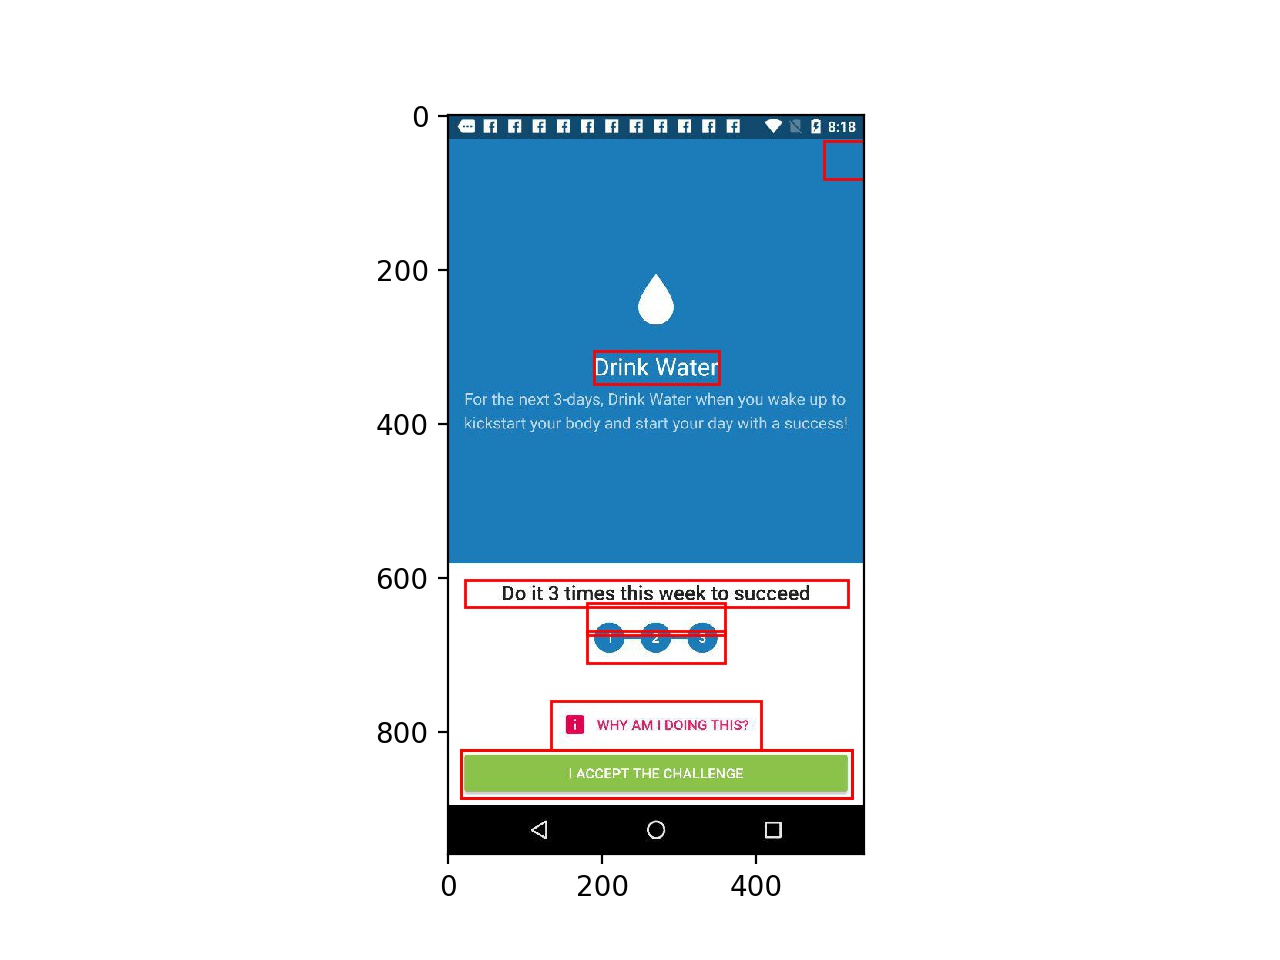 0
8:18
200
Drink Water
For the next 3-days, Drink Water when you wake up to
400
kickstart your body and start your day with a success!
600
Do it 3 times this week to succeed
1 2 3
WHY AM I DOING THIS?
800
I ACCEPT THE CHALLENGE
0 200 400